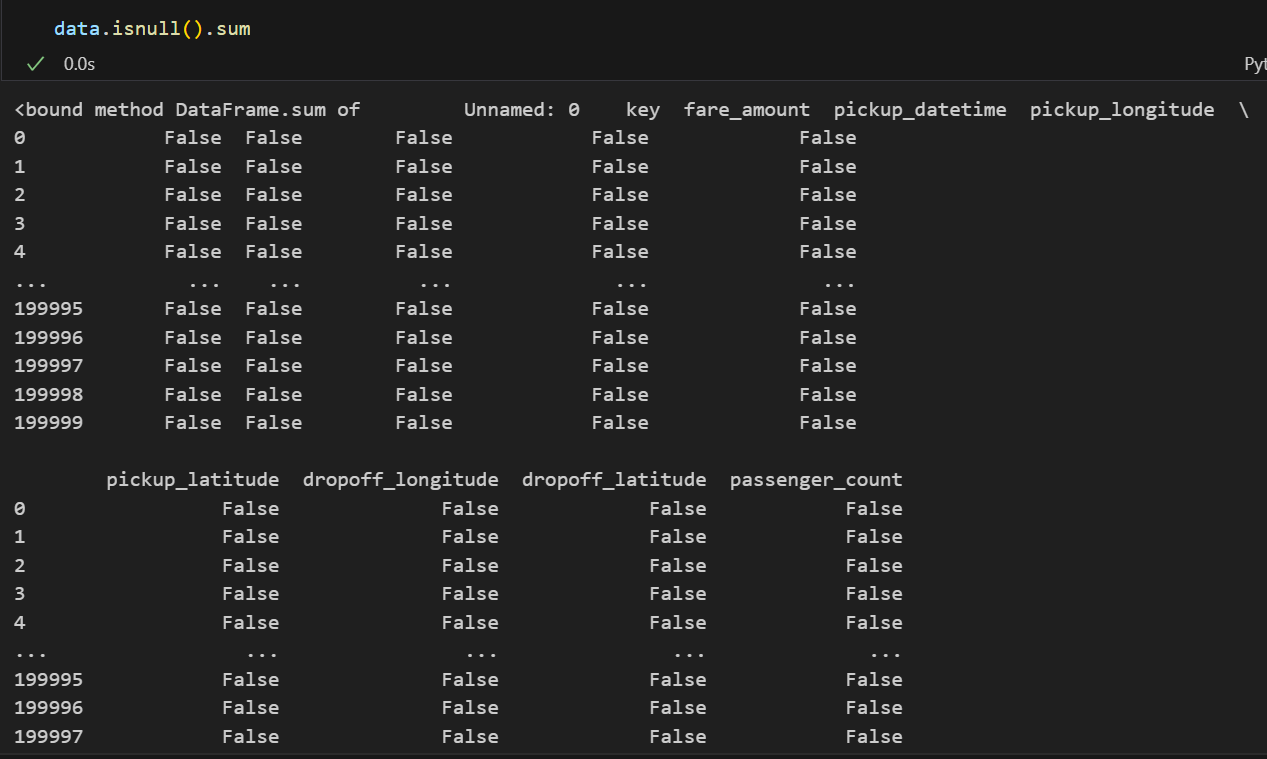 data.isnull().sum
0.0s
Pyt
<bound method DataFrame.sum of         Unnamed: 0    key  fare_amount  pickup_datetime  pickup_longitude  \
0            False  False        False            False             False
1            False  False        False            False             False
2            False  False        False            False             False
3            False  False        False            False             False
4            False  False        False            False             False
...            ...    ...          ...              ...               ...
199995       False  False        False            False             False
199996       False  False        False            False             False
199997       False  False        False            False             False
199998       False  False        False            False             False
199999       False  False        False            False             False
        pickup_latitude  dropoff_longitude  dropoff_latitude  passenger_count
0                 False              False             False            False
1                 False              False             False            False
2                 False              False             False            False
3                 False              False             False            False
4                 False              False             False            False
...                 ...                ...               ...              ...
199995            False              False             False            False
199996            False              False             False            False
199997            False              False             False            False